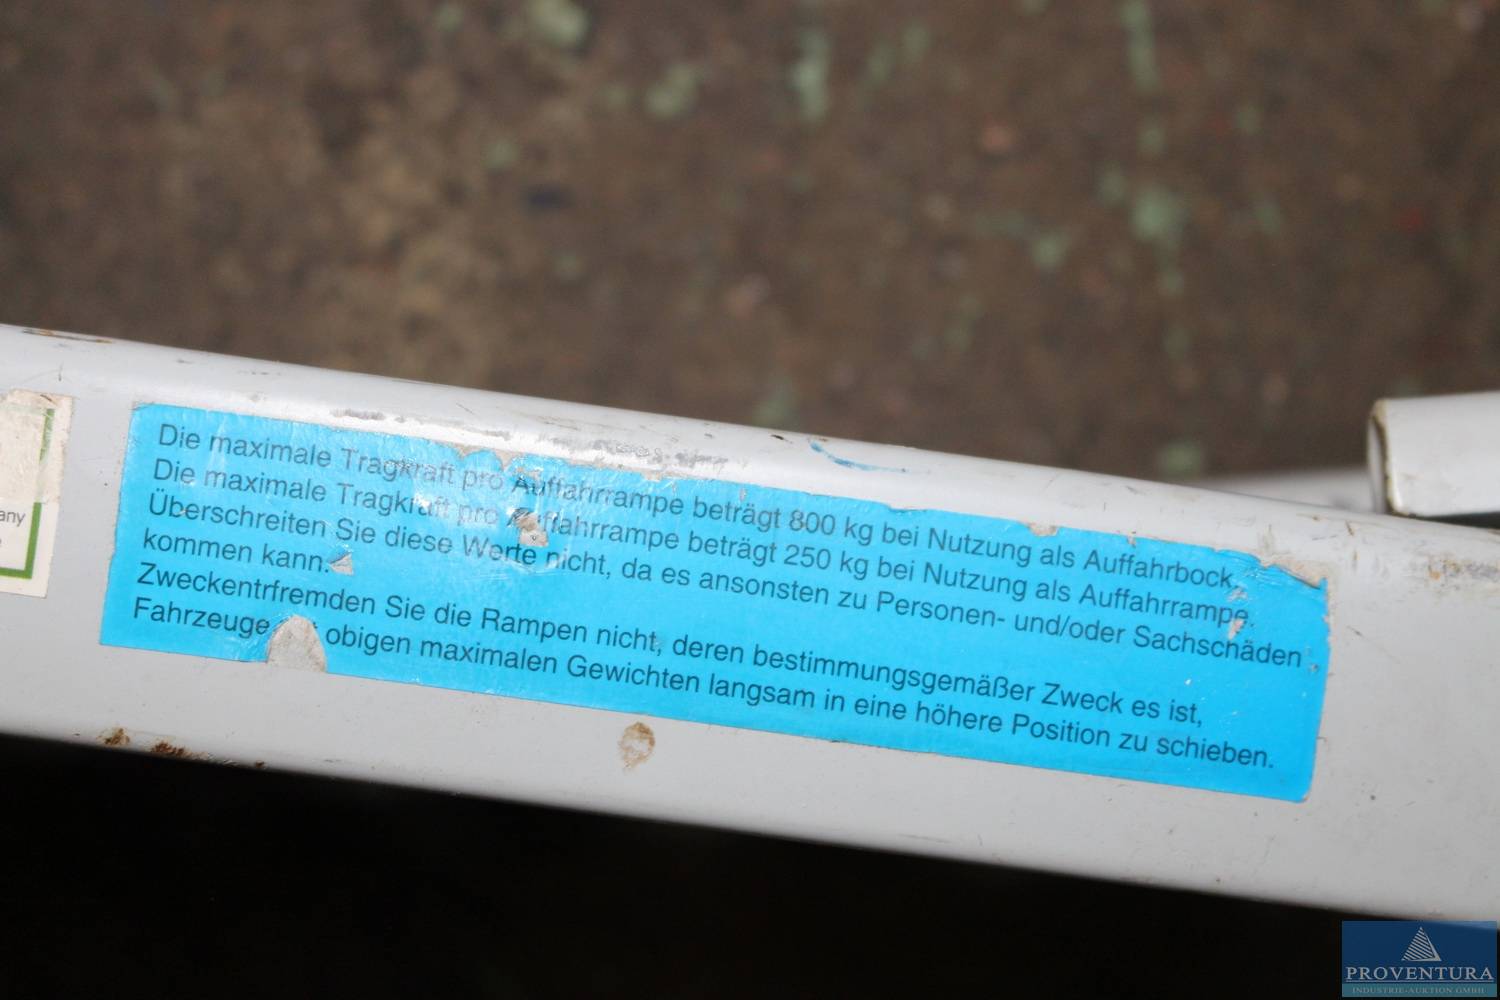 Die maximale Tragkraft pro Auffahrrampe beträgt 800 kg bei Nutzung als Auffahrbock.
Die maximale Tragkraft pro Auffahrrampe beträgt 250 kg bei Nutzung als Auffahrrampe.
Überschreiten Sie diese Werte nicht, da es ansonsten zu Personen- und/oder Sachschäden
kommen kann.
Zweckentrfremden Sie die Rampen nicht, deren bestimmungsgemäßer Zweck es ist,
Fahrzeuge obigen maximalen Gewichten langsam in eine höhere Position zu schieben.
PROVENTURA
INDUSTRIE-AUKTION GMBH